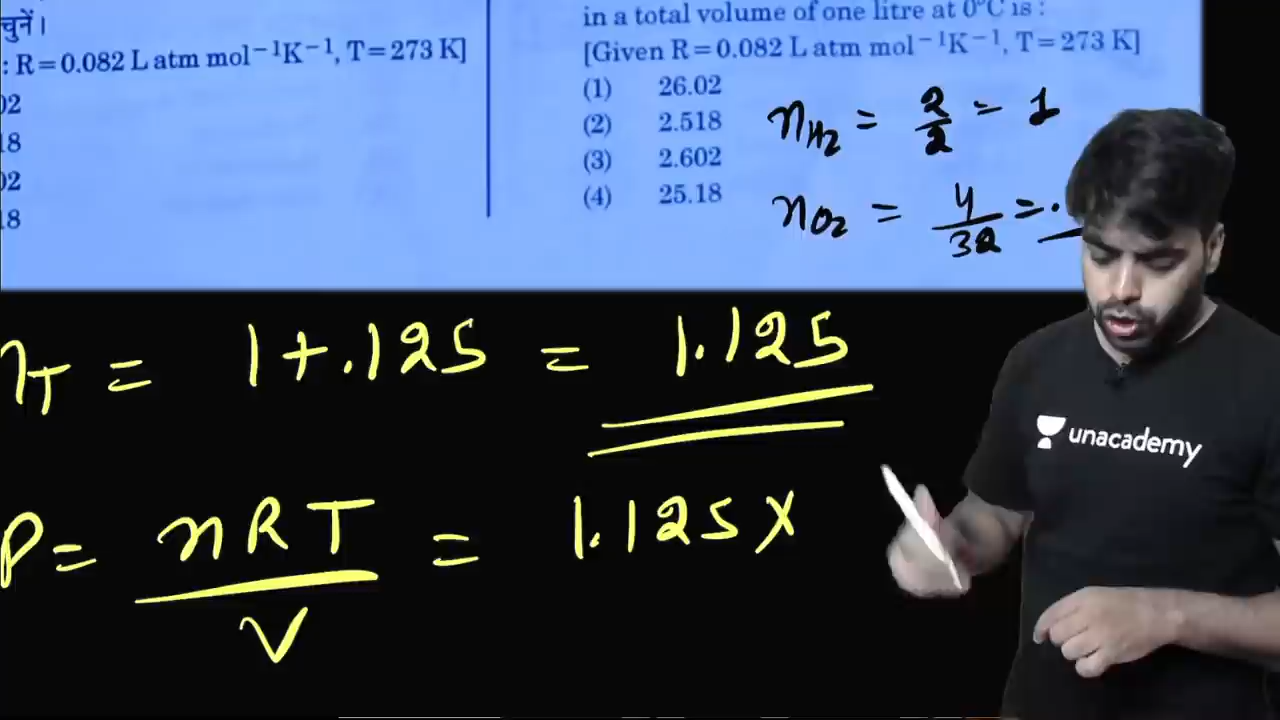 चुनें।
: R = 0.082 L atm mol⁻¹K⁻¹, T = 273 K]
02
18
02
18
in a total volume of one litre at 0°C is :
[Given R = 0.082 L atm mol⁻¹K⁻¹, T = 273 K]
(1) 26.02
(2) 2.518
(3) 2.602
(4) 25.18
nH₂ = 2/2 = 1
nO₂ = 4/32 = .
nT = 1 + .125 = 1.125
P = nRT/V = 1.125 ×
unacademy